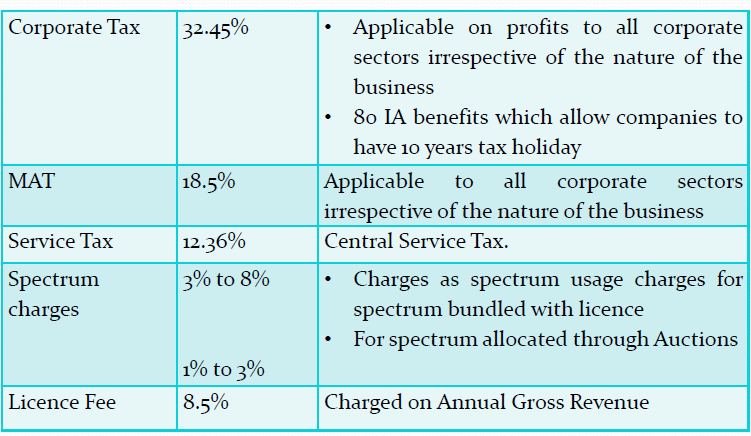 Corporate Tax 32.45% • Applicable on profits to all corporate
sectors irrespective of the nature of the
business
• 80 IA benefits which allow companies to
have 10 years tax holiday
MAT 18.5% Applicable to all corporate sectors
irrespective of the nature of the business
Service Tax 12.36% Central Service Tax.
Spectrum 3% to 8% • Charges as spectrum usage charges for
charges spectrum bundled with licence
• For spectrum allocated through Auctions
1% to 3%
Licence Fee 8.5% Charged on Annual Gross Revenue